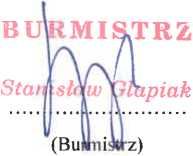 BURMISTRZ
Stanisław Glapiak
..............................
(Burmistrz)